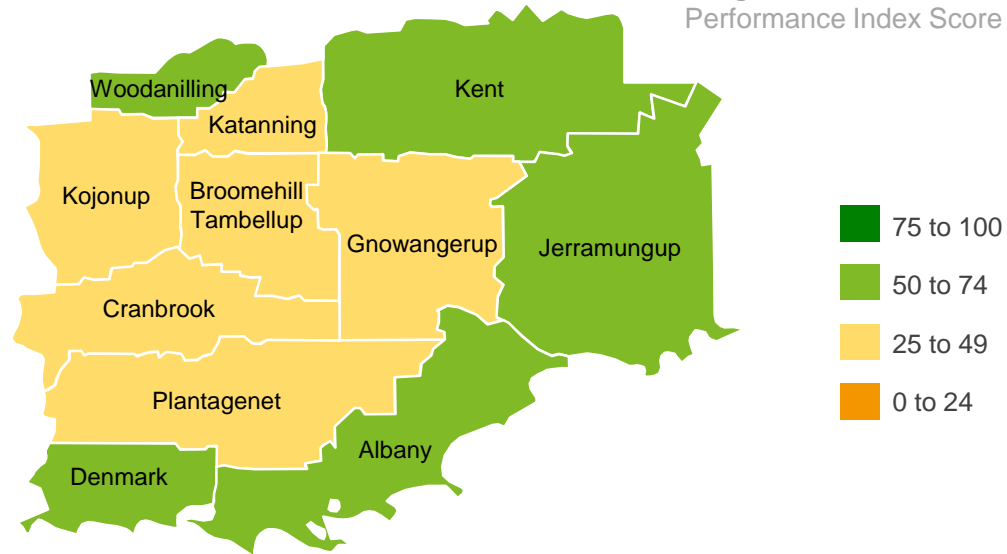 Performance Index Score
Woodanilling
Kent
Katanning
Kojonup
Broomehill
Tambellup
Gnowangerup
Jerramungup
Cranbrook
Plantagenet
Albany
Denmark
75 to 100
50 to 74
25 to 49
0 to 24